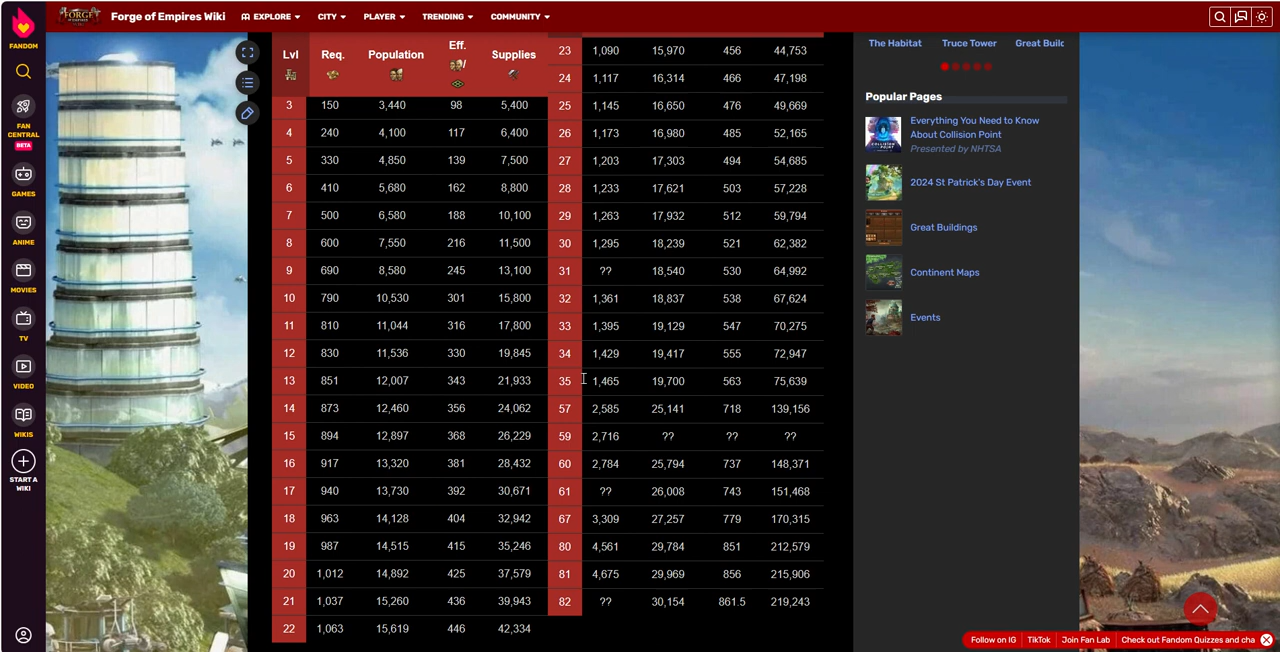 FORGE OF EMPIRES
Forge of Empires Wiki
EXPLORE CITY PLAYER TRENDING COMMUNITY
FANDOM
FAN CENTRAL
BETA
GAMES
ANIME
MOVIES
TV
VIDEO
WIKIS
START A WIKI
Lvl Req. Population Eff. / Supplies
3 150 3,440 98 5,400
4 240 4,100 117 6,400
5 330 4,850 139 7,500
6 410 5,680 162 8,800
7 500 6,580 188 10,100
8 600 7,550 216 11,500
9 690 8,580 245 13,100
10 790 10,530 301 15,800
11 810 11,044 316 17,800
12 830 11,536 330 19,845
13 851 12,007 343 21,933
14 873 12,460 356 24,062
15 894 12,897 368 26,229
16 917 13,320 381 28,432
17 940 13,730 392 30,671
18 963 14,128 404 32,942
19 987 14,515 415 35,246
20 1,012 14,892 425 37,579
21 1,037 15,260 436 39,943
22 1,063 15,619 446 42,334
23 1,090 15,970 456 44,753
24 1,117 16,314 466 47,198
25 1,145 16,650 476 49,669
26 1,173 16,980 485 52,165
27 1,203 17,303 494 54,685
28 1,233 17,621 503 57,228
29 1,263 17,932 512 59,794
30 1,295 18,239 521 62,382
31 ?? 18,540 530 64,992
32 1,361 18,837 538 67,624
33 1,395 19,129 547 70,275
34 1,429 19,417 555 72,947
35 1,465 19,700 563 75,639
57 2,585 25,141 718 139,156
59 2,716 ?? ?? ??
60 2,784 25,794 737 148,371
61 ?? 26,008 743 151,468
67 3,309 27,257 779 170,315
80 4,561 29,784 851 212,579
81 4,675 29,969 856 215,906
82 ?? 30,154 861.5 219,243
The Habitat Truce Tower Great Builc
Popular Pages
Everything You Need to Know
About Collision Point
Presented by NHTSA
2024 St Patrick's Day Event
Great Buildings
Continent Maps
Events
Follow on IG TikTok Join Fan Lab Check out Fandom Quizzes and cha